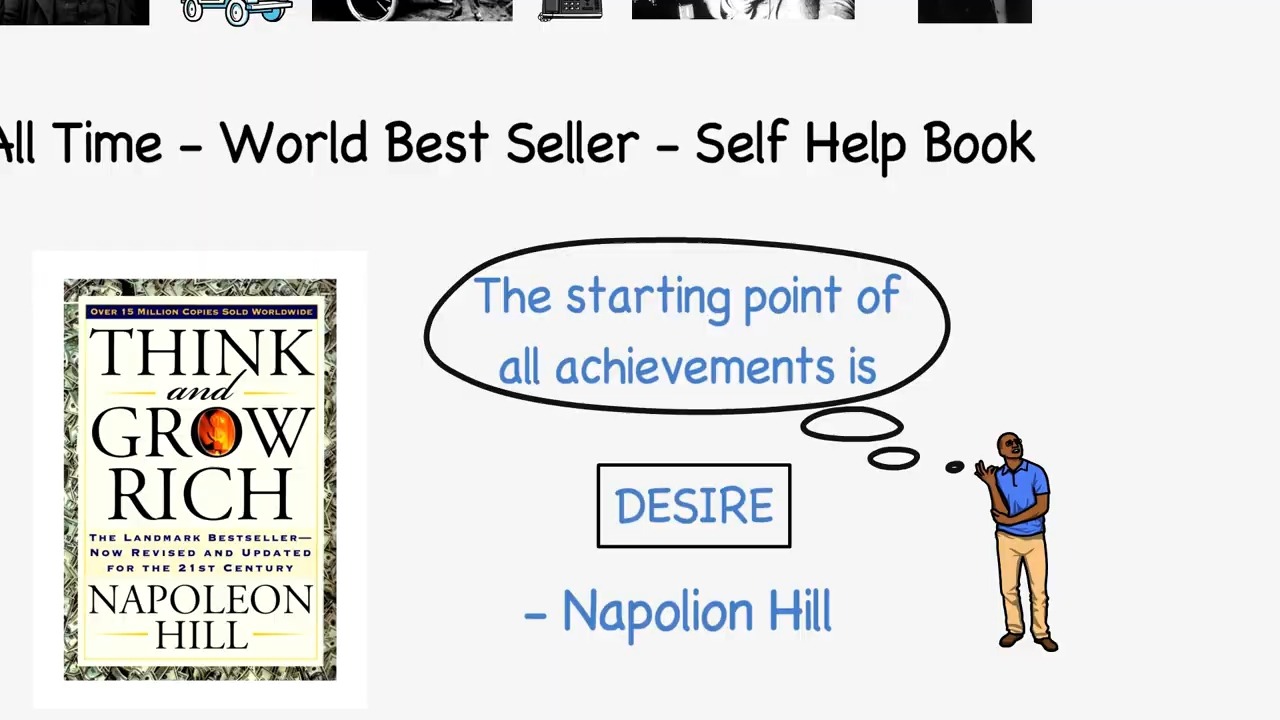 All Time – World Best Seller – Self Help Book
OVER 15 MILLION COPIES SOLD WORLDWIDE
THINK
and
GROW
RICH
THE LANDMARK BESTSELLER—
NOW REVISED AND UPDATED
FOR THE 21ST CENTURY
NAPOLEON
HILL
The starting point of
all achievements is
DESIRE
– Napolion Hill